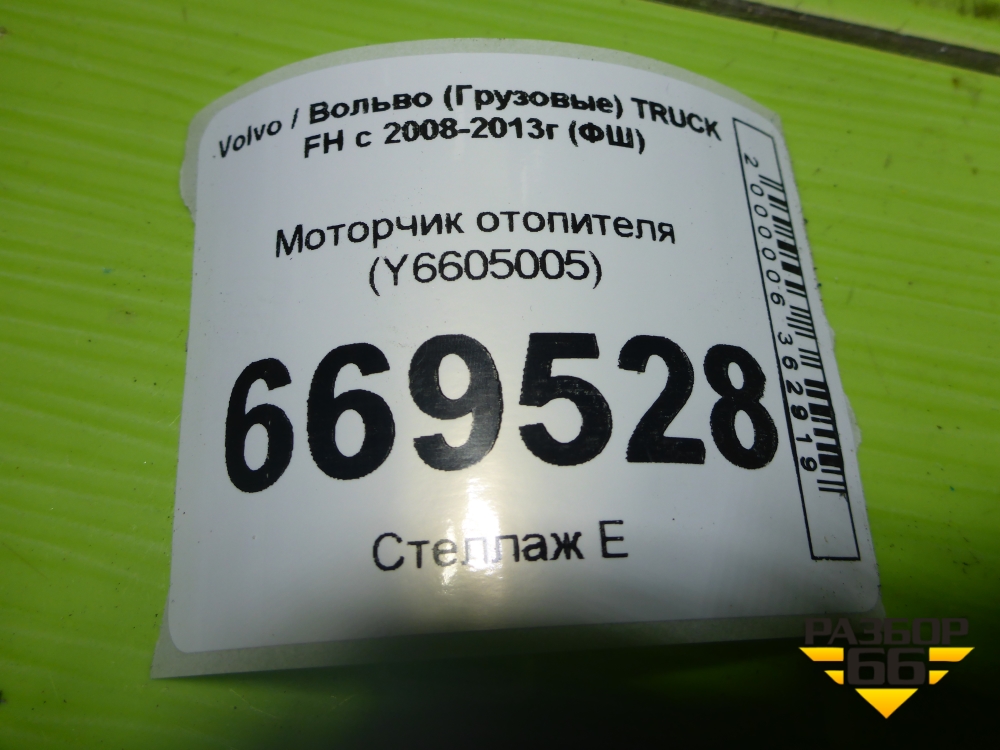 Volvo / Вольво (Грузовые) TRUCK
FH с 2008-2013г (ФШ)
Моторчик отопителя
(Y6605005)
669528
Стеллаж Е
2000006362919
РАЗБОР
66